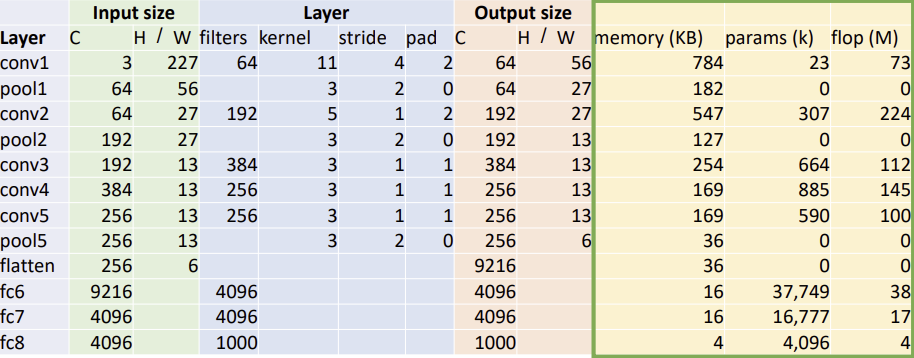 Input size Layer Output size
Layer C H / W filters kernel stride pad C H / W memory (KB) params (k) flop (M)
conv1 3 227 64 11 4 2 64 56 784 23 73
pool1 64 56 3 2 0 64 27 182 0 0
conv2 64 27 192 5 1 2 192 27 547 307 224
pool2 192 27 3 2 0 192 13 127 0 0
conv3 192 13 384 3 1 1 384 13 254 664 112
conv4 384 13 256 3 1 1 256 13 169 885 145
conv5 256 13 256 3 1 1 256 13 169 590 100
pool5 256 13 3 2 0 256 6 36 0 0
flatten 256 6 9216 36 0 0
fc6 9216 4096 4096 16 37,749 38
fc7 4096 4096 4096 16 16,777 17
fc8 4096 1000 1000 4 4,096 4